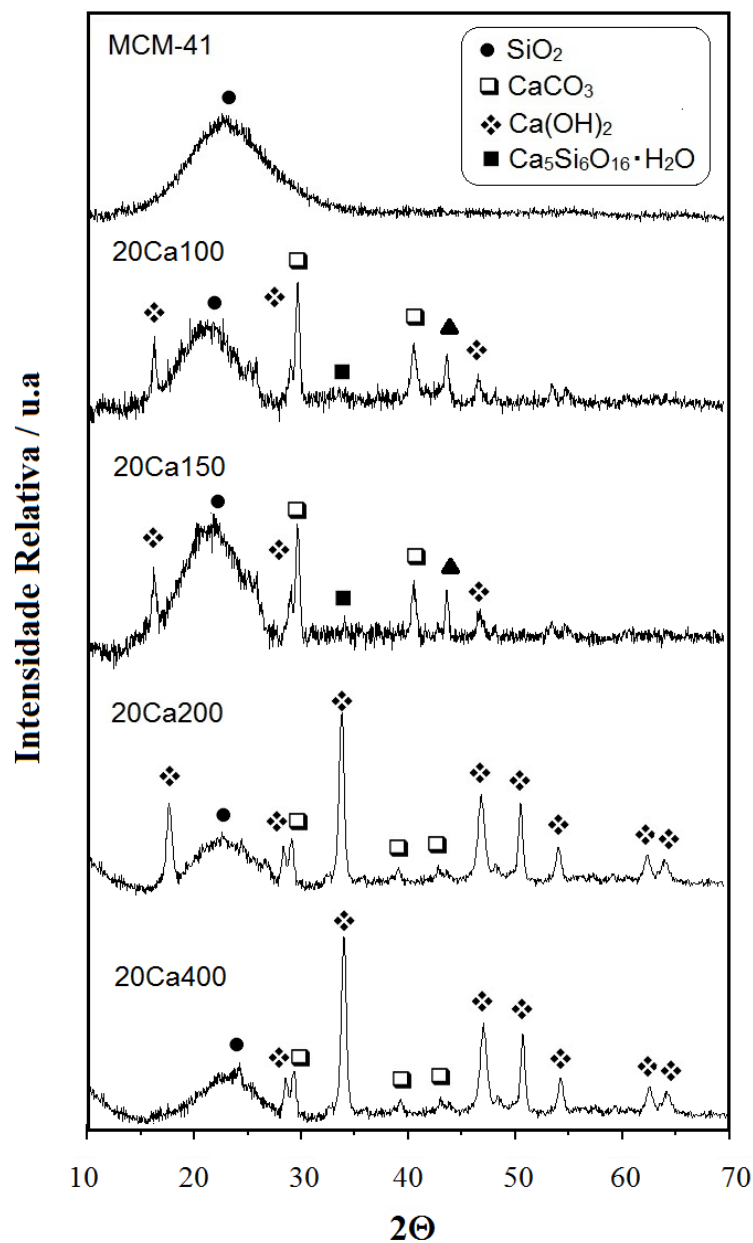 MCM-41
SiO₂
CaCO₃
Ca(OH)₂
Ca₅Si₆O₁₆·H₂O
20Ca100
20Ca150
20Ca200
20Ca400
Intensidade Relativa / u.a
10 20 30 40 50 60 70
2Θ